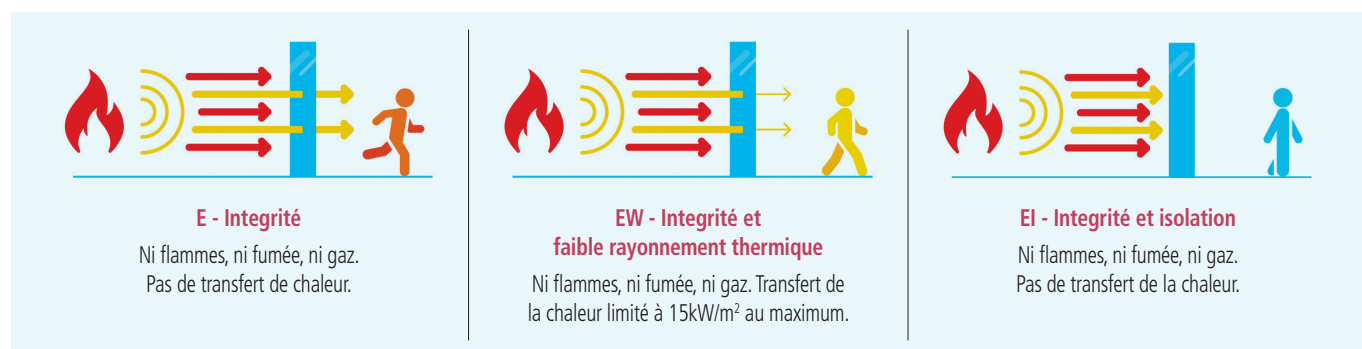 E - Integrité
Ni flammes, ni fumée, ni gaz.
Pas de transfert de chaleur.
EW - Integrité et
faible rayonnement thermique
Ni flammes, ni fumée, ni gaz. Transfert de
la chaleur limité à 15kW/m² au maximum.
EI - Integrité et isolation
Ni flammes, ni fumée, ni gaz.
Pas de transfert de la chaleur.